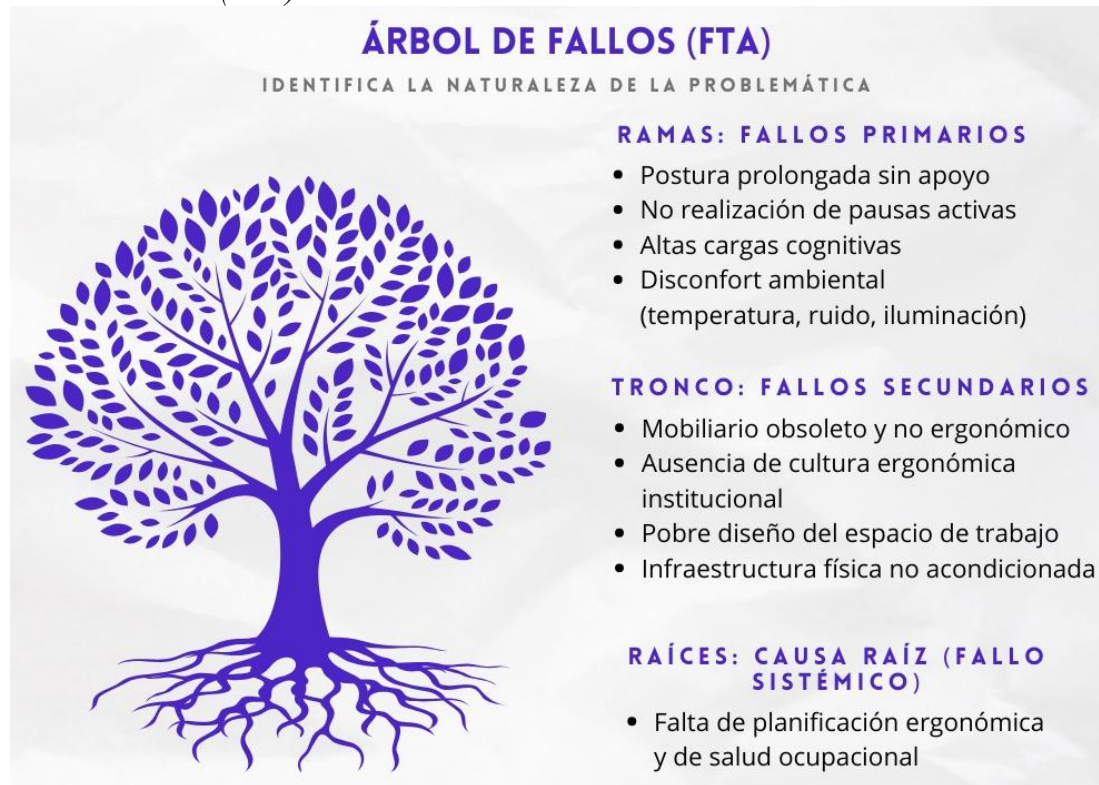 ÁRBOL DE FALLOS (FTA)
IDENTIFICA LA NATURALEZA DE LA PROBLEMÁTICA
RAMAS: FALLOS PRIMARIOS
• Postura prolongada sin apoyo
• No realización de pausas activas
• Altas cargas cognitivas
• Disconfort ambiental
(temperatura, ruido, iluminación)
TRONCO: FALLOS SECUNDARIOS
• Mobiliario obsoleto y no ergonómico
• Ausencia de cultura ergonómica
institucional
• Pobre diseño del espacio de trabajo
• Infraestructura física no acondicionada
RAÍCES: CAUSA RAÍZ (FALLO
SISTÉMICO)
• Falta de planificación ergonómica
y de salud ocupacional